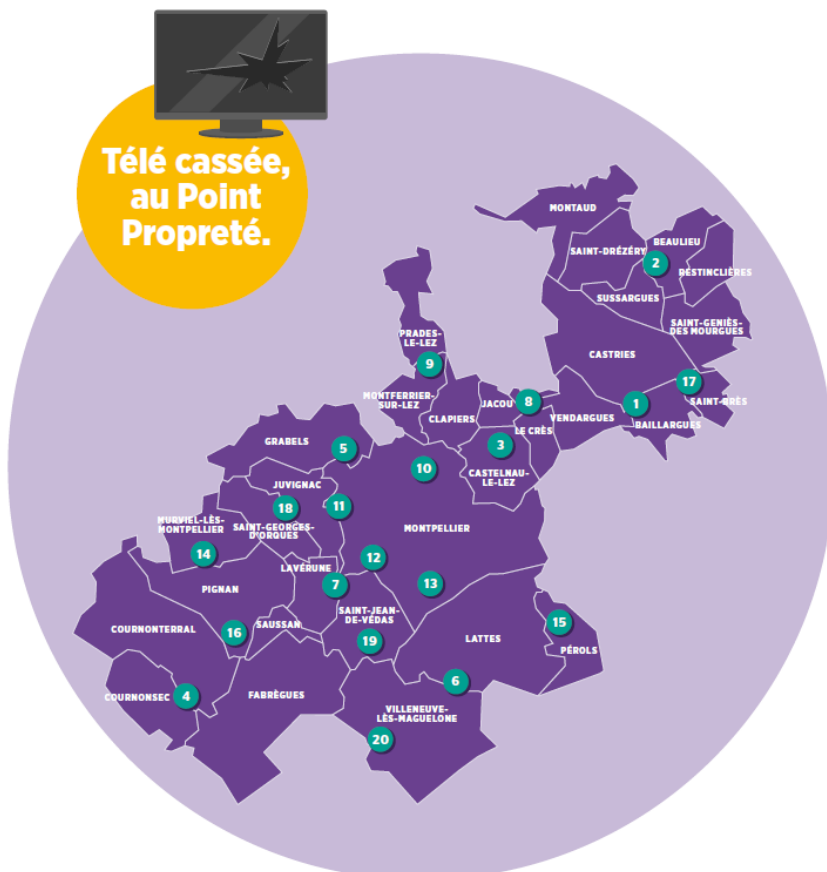 Télé cassée,
au Point
Propreté.
MONTAUD
SAINT-DRÉZÉRY
BEAULIEU
2
RESTINCLIÈRES
SUSSARGUES
SAINT-GENIÈS-
DES MOURGUES
CASTRIES
PRADES-
LE-LEZ
9
MONTFERRIER-
SUR-LEZ
CLAPIERS
JACOU
8
LE CRÈS
VENDARGUES
1
BAILLARGUES
17
SAINT-BRÈS
GRABELS
5
3
CASTELNAU-
LE-LEZ
10
JUVIGNAC
18
11
SAINT-GEORGES-
D'ORQUES
MURVIEL-LÈS-
MONTPELLIER
14
MONTPELLIER
12
13
LAVÉRUNE
7
PIGNAN
SAINT-JEAN-
DE-VÉDAS
19
COURNONTERRAL
16
SAUSSAN
LATTES
15
PÉROLS
6
COURNONSEC
4
FABRÈGUES
VILLENEUVE-
LÈS-MAGUELONE
20